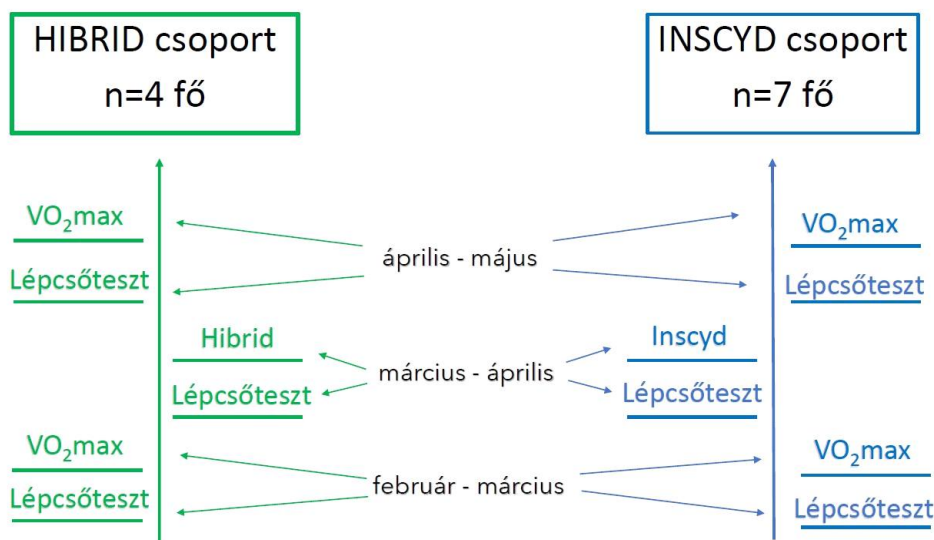 HIBRID csoport
n=4 fő
INSCYD csoport
n=7 fő
VO₂max
Lépcsőteszt
április - május
VO₂max
Lépcsőteszt
Hibrid
Lépcsőteszt
március - április
Inscyd
Lépcsőteszt
VO₂max
Lépcsőteszt
február - március
VO₂max
Lépcsőteszt